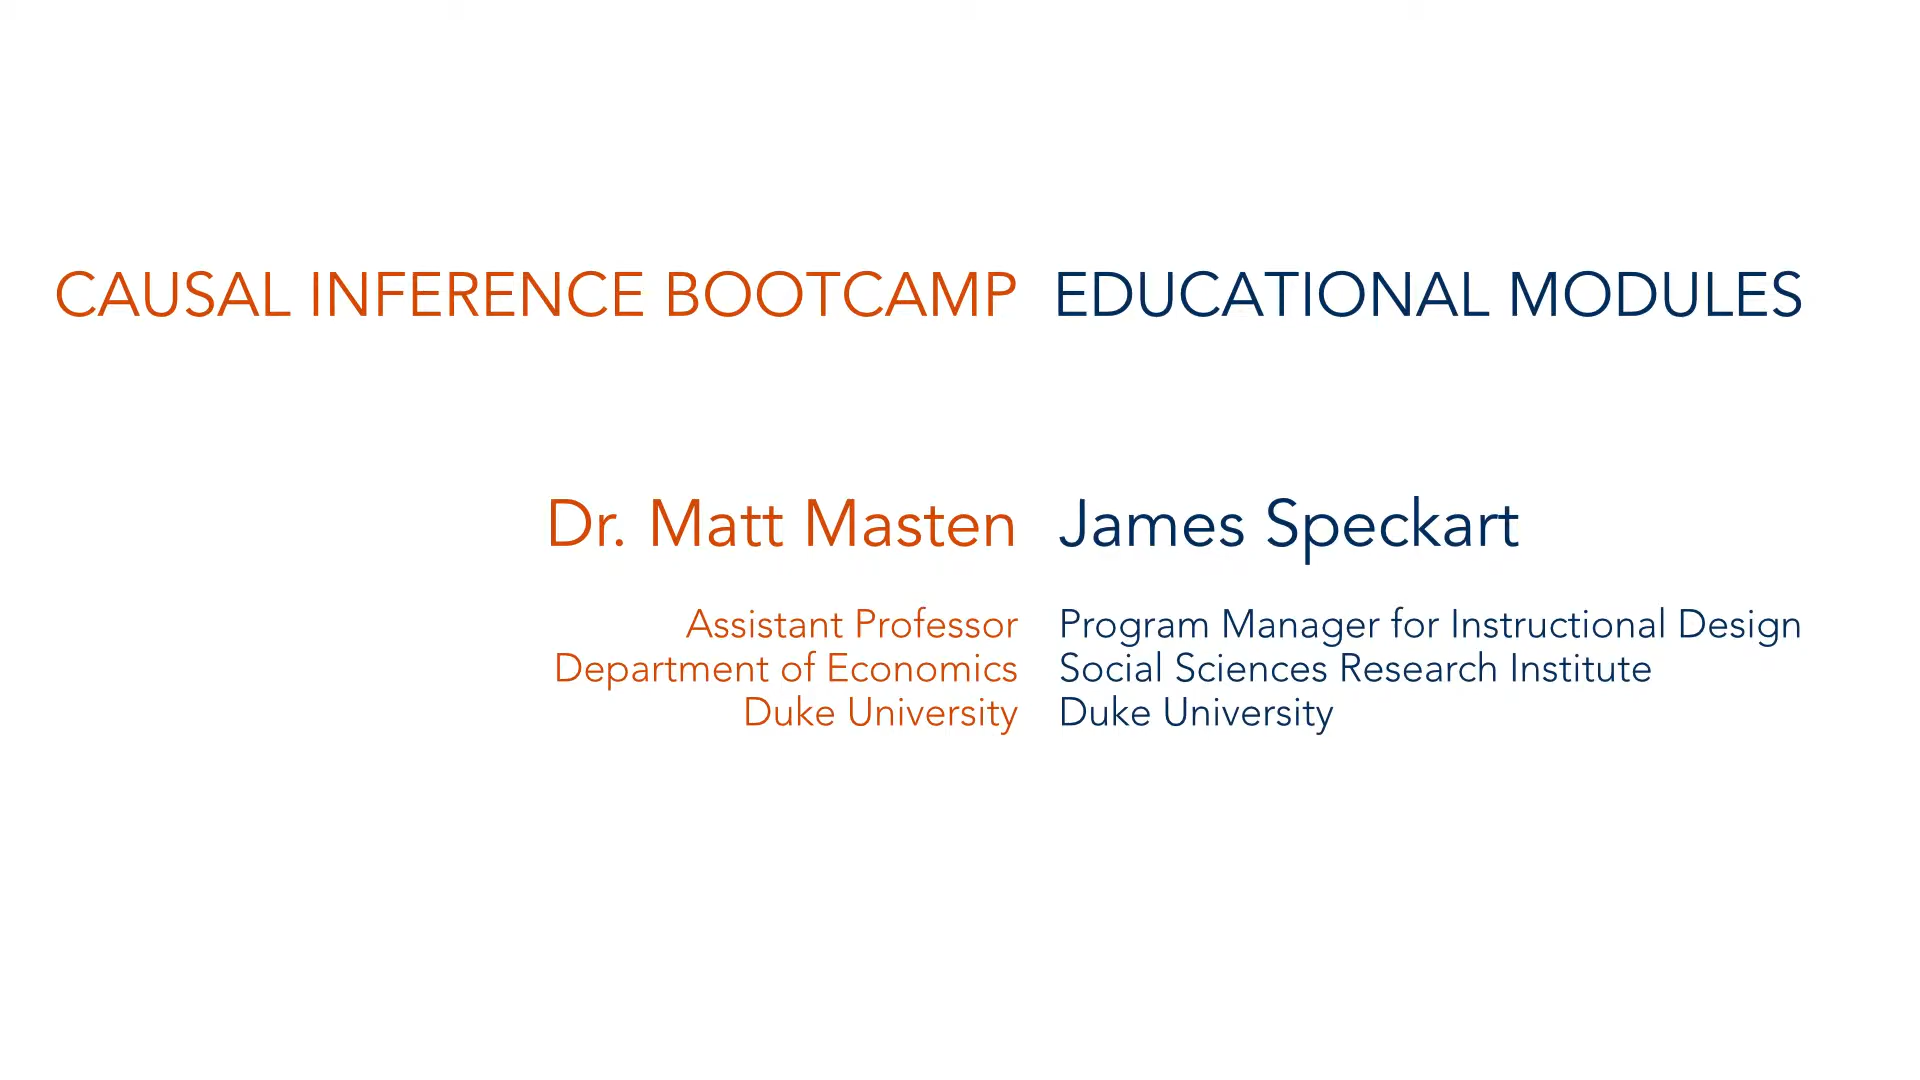 CAUSAL INFERENCE BOOTCAMP EDUCATIONAL MODULES
Dr. Matt Masten
Assistant Professor
Department of Economics
Duke University
James Speckart
Program Manager for Instructional Design
Social Sciences Research Institute
Duke University